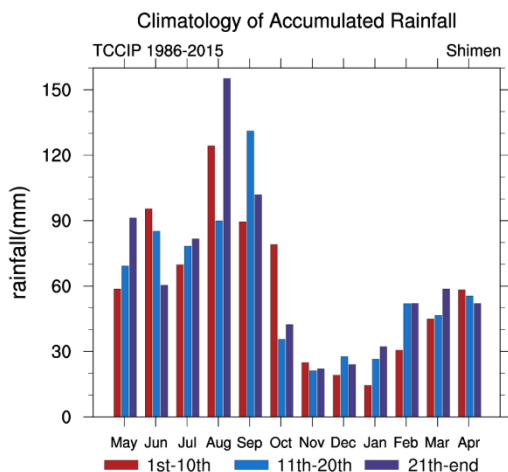 Climatology of Accumulated Rainfall
TCCIP 1986-2015 Shimen
rainfall(mm)
150
120
90
60
30
0
May Jun Jul Aug Sep Oct Nov Dec Jan Feb Mar Apr
1st-10th 11th-20th 21th-end